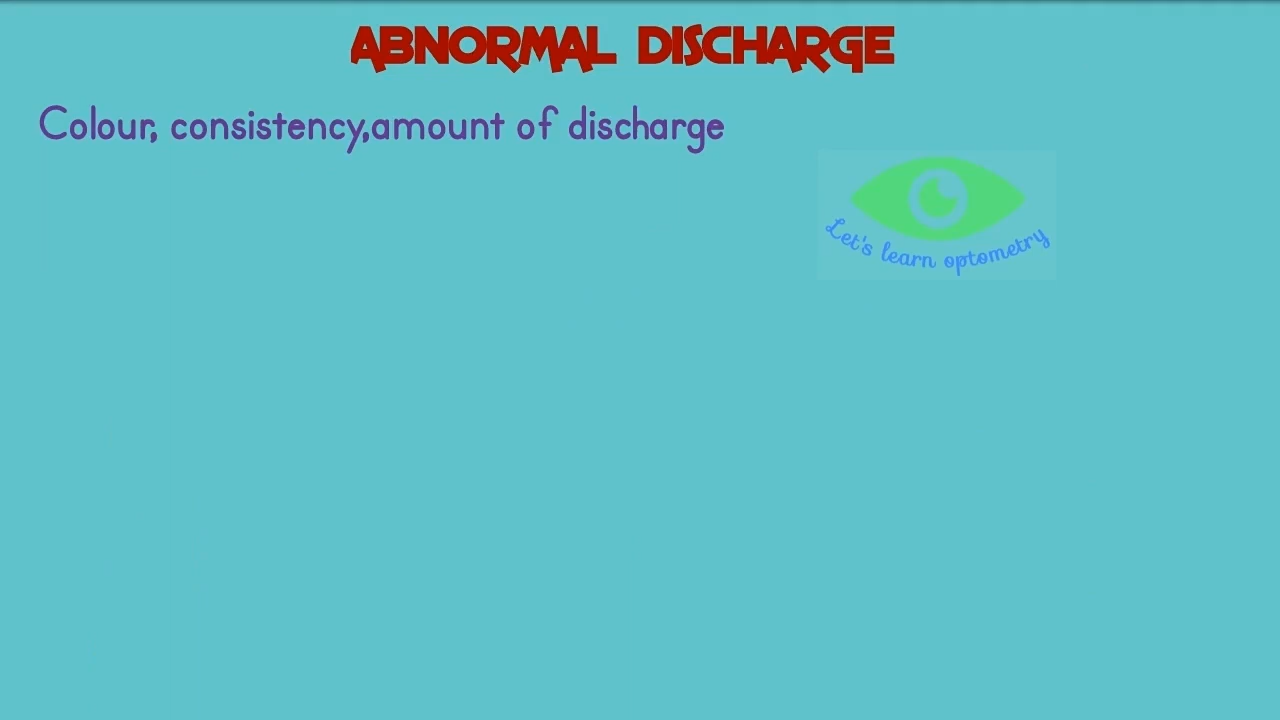 ABNORMAL DISCHARGE
Colour, consistency,amount of discharge
Let's learn optometry